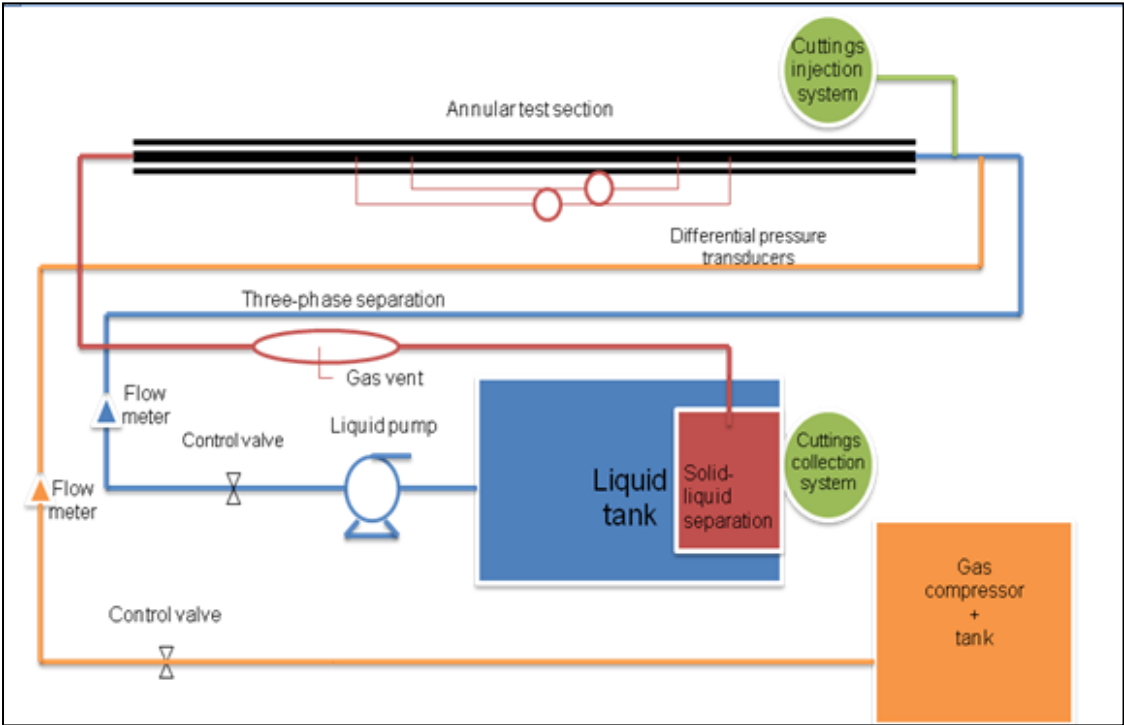 Cuttings
injection
system
Annular test section
Differential pressure
transducers
Three-phase separation
Gas vent
Flow
meter
Control valve
Liquid pump
Liquid
tank
Solid-
liquid
separation
Cuttings
collection
system
Flow
meter
Gas
compressor
+
tank
Control valve